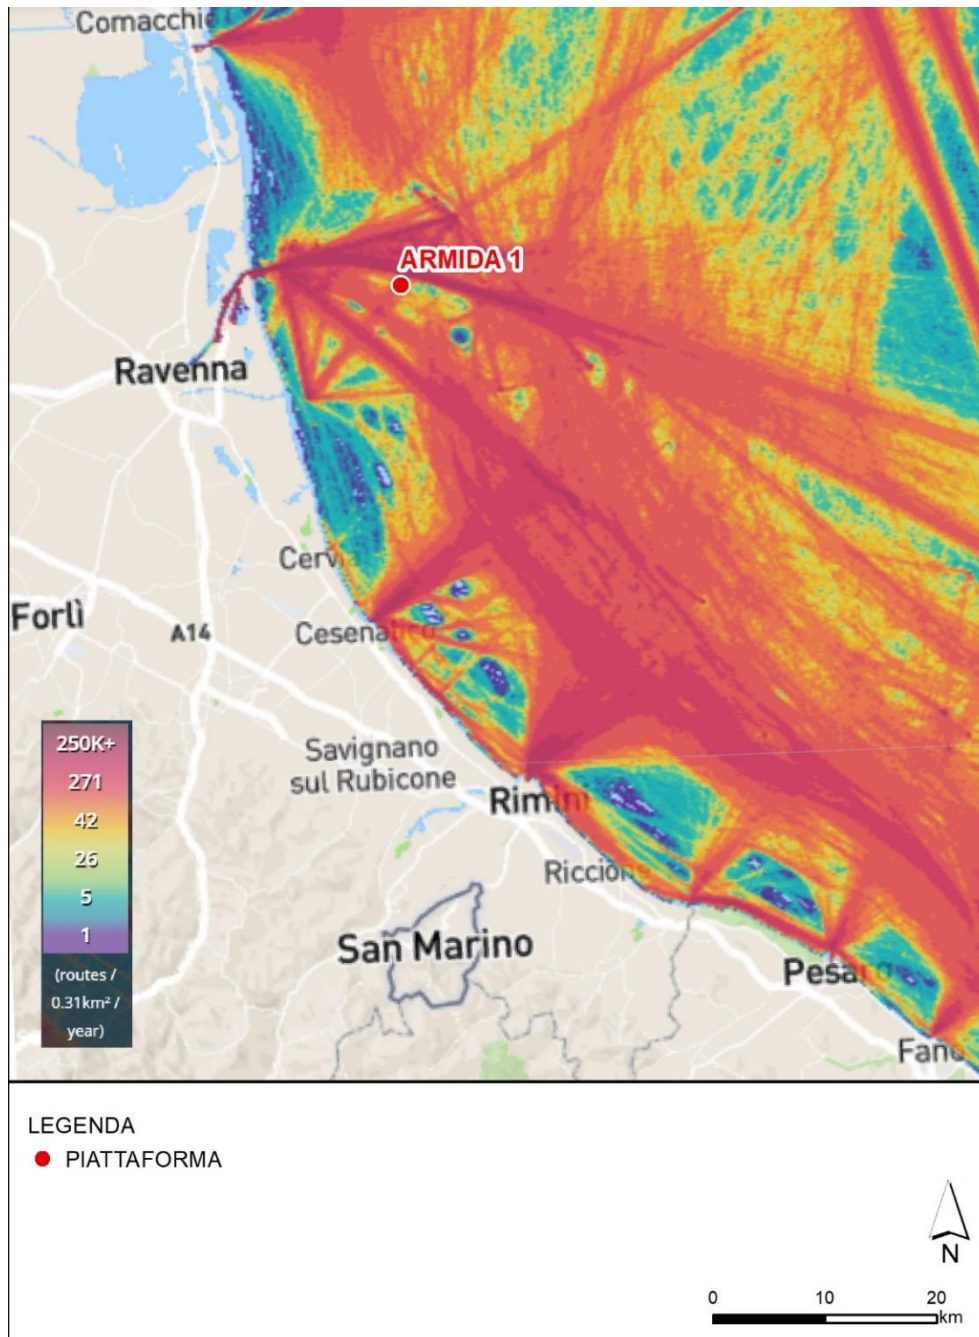 Comacchio
ARMIDA 1
Ravenna
Cervi
Forlì
A14
Cesenatico
250K+
271
42
26
5
1
(routes /
0.31km² /
year)
Savignano
sul Rubicone
Rimini
Riccione
San Marino
Pesaro
Fano
LEGENDA
PIATTAFORMA
N
0 10 20
km